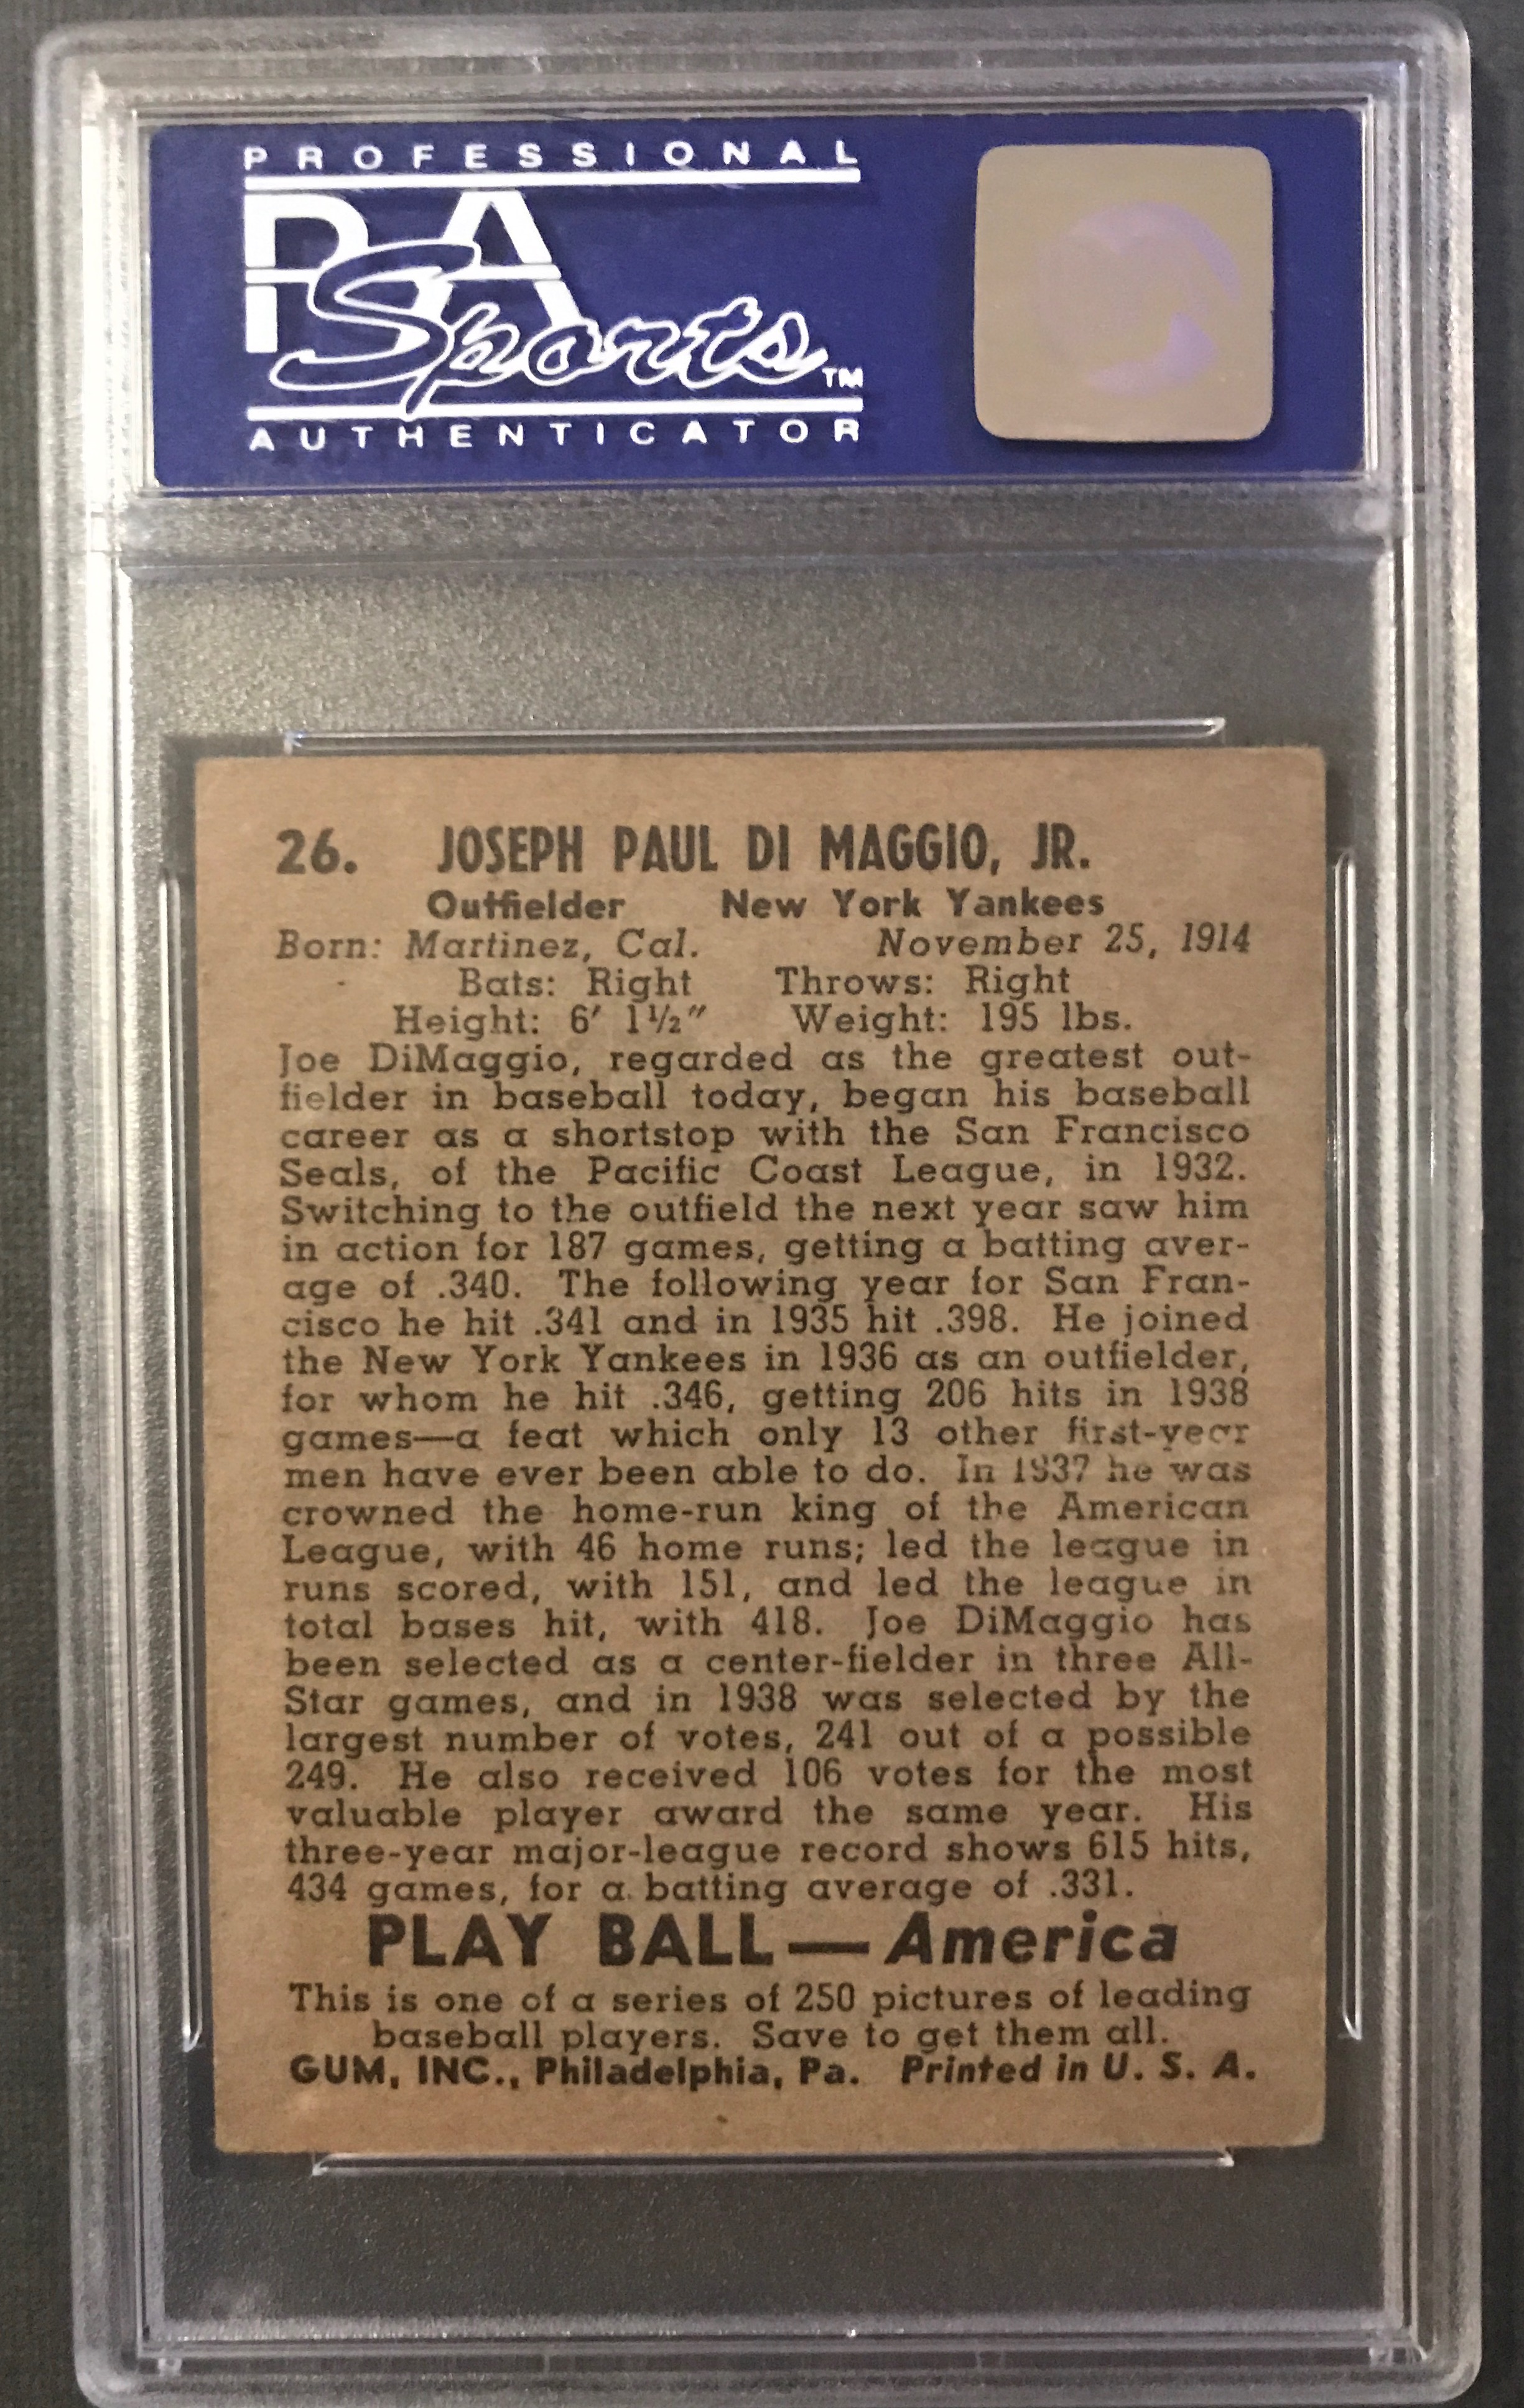 PROFESSIONAL
PSA
Sports™
AUTHENTICATOR
26. JOSEPH PAUL DI MAGGIO, JR.
Outfielder New York Yankees
Born: Martinez, Cal. November 25, 1914
Bats: Right Throws: Right
Height: 6′ 1½″ Weight: 195 lbs.
Joe DiMaggio, regarded as the greatest out-
fielder in baseball today, began his baseball
career as a shortstop with the San Francisco
Seals, of the Pacific Coast League, in 1932.
Switching to the outfield the next year saw him
in action for 187 games, getting a batting aver-
age of .340. The following year for San Fran-
cisco he hit .341 and in 1935 hit .398. He joined
the New York Yankees in 1936 as an outfielder,
for whom he hit .346, getting 206 hits in 1938
games—a feat which only 13 other first-year
men have ever been able to do. In 1937 he was
crowned the home-run king of the American
League, with 46 home runs; led the league in
runs scored, with 151, and led the league in
total bases hit, with 418. Joe DiMaggio has
been selected as a center-fielder in three All-
Star games, and in 1938 was selected by the
largest number of votes, 241 out of a possible
249. He also received 106 votes for the most
valuable player award the same year. His
three-year major-league record shows 615 hits,
434 games, for a batting average of .331.
PLAY BALL — America
This is one of a series of 250 pictures of leading
baseball players. Save to get them all.
GUM, INC., Philadelphia, Pa. Printed in U. S. A.